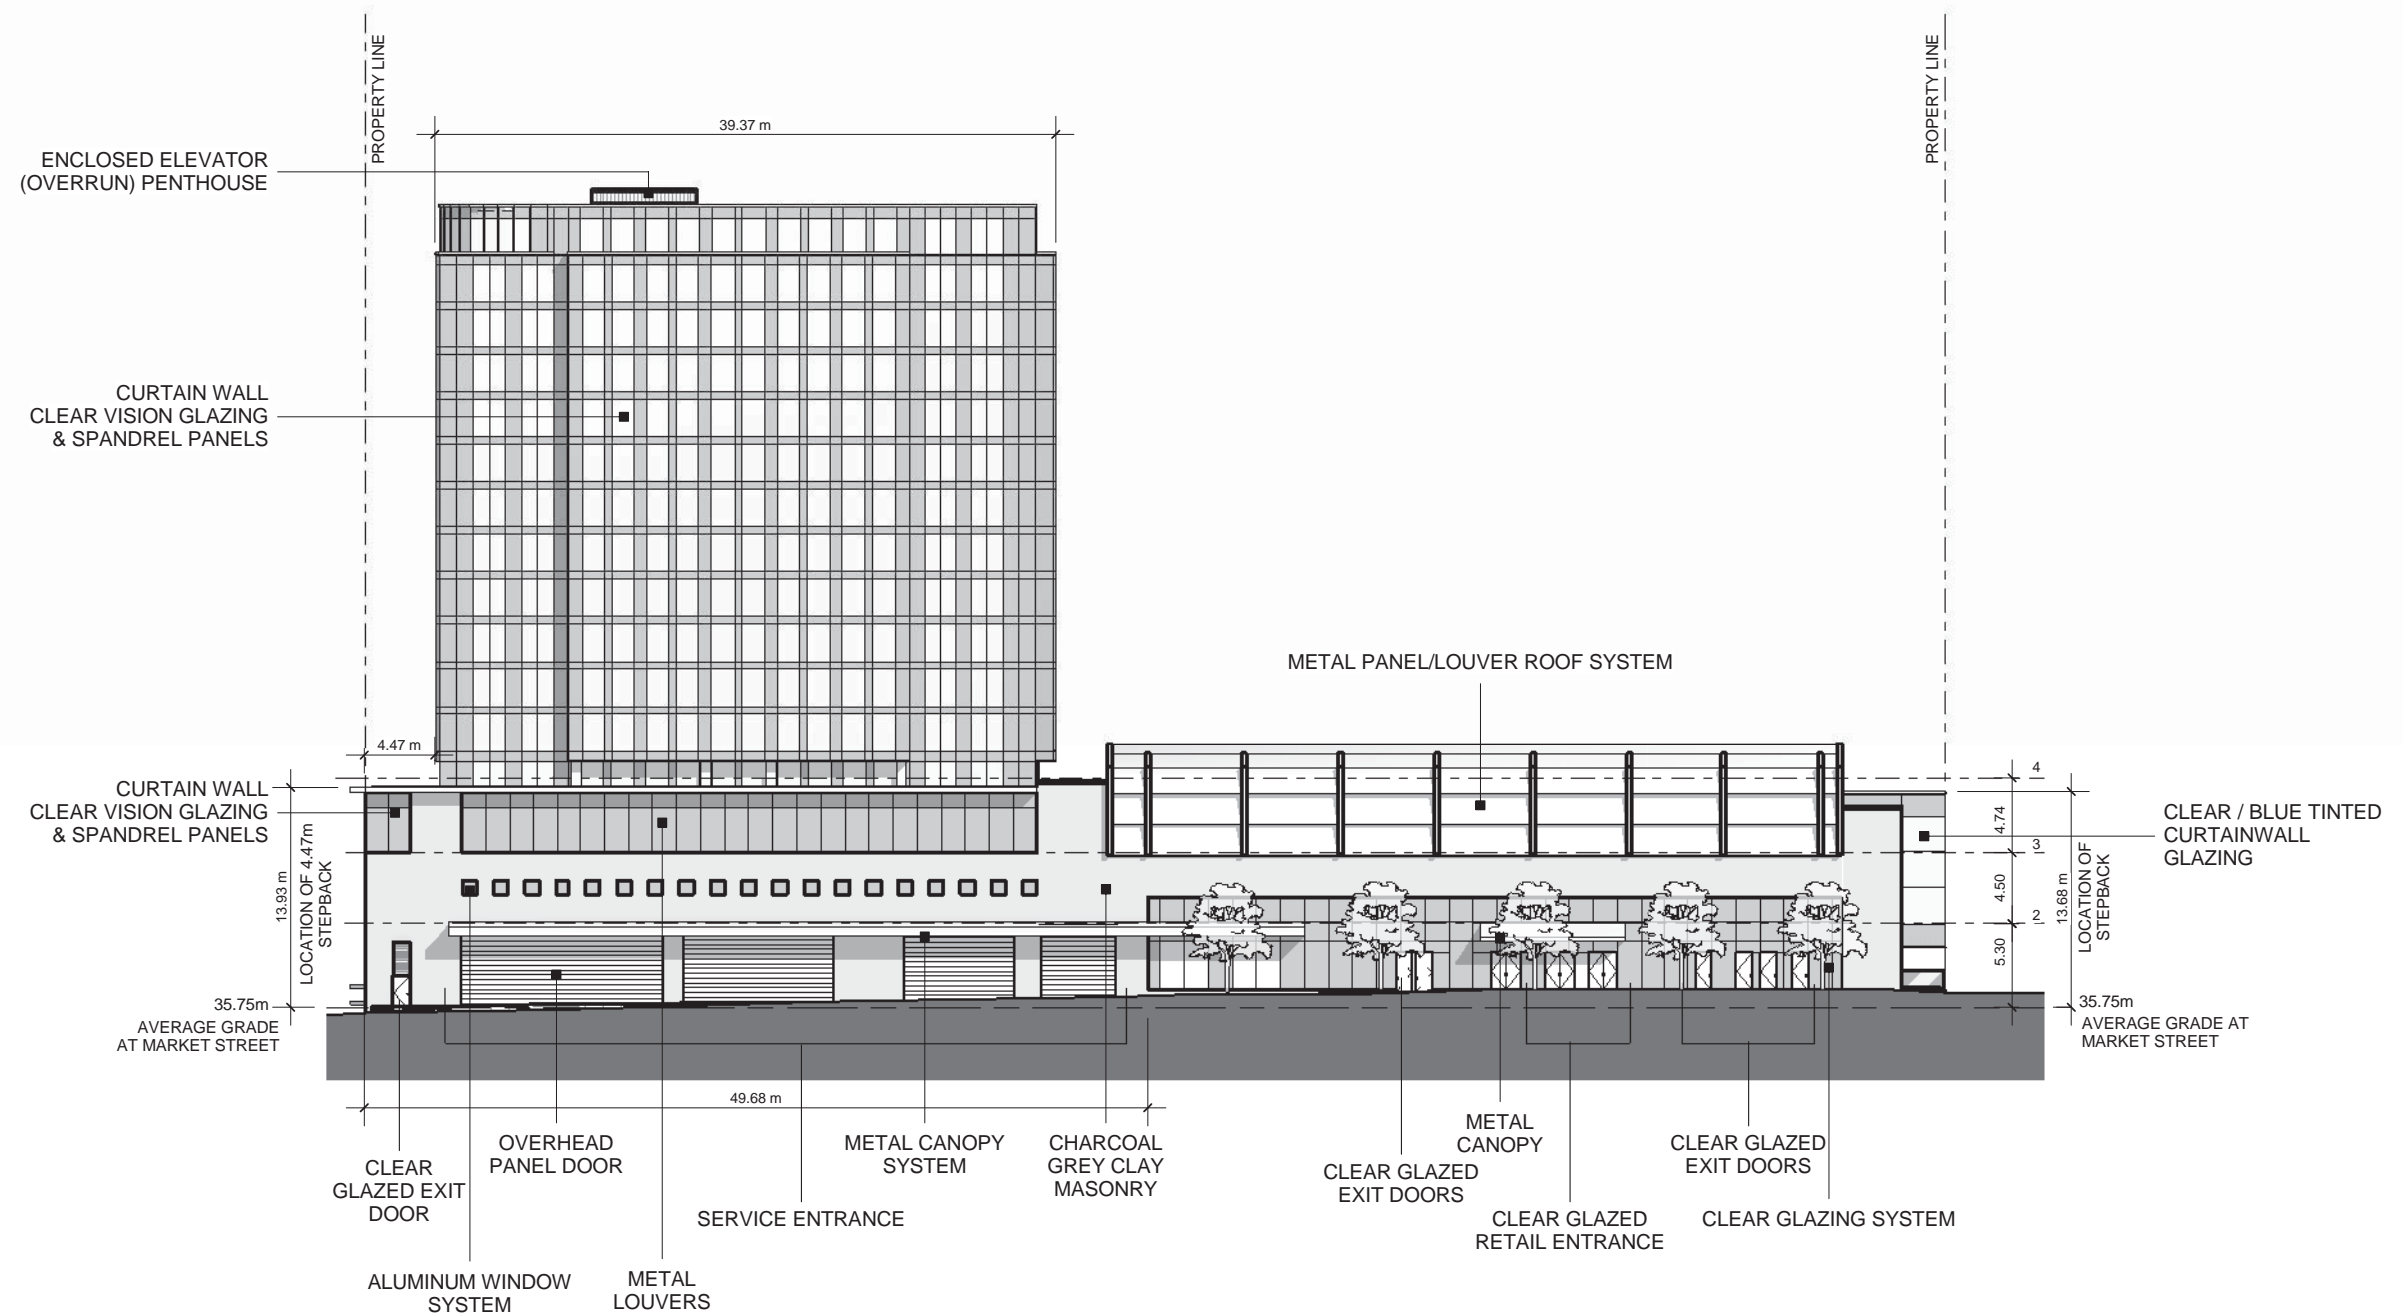 PROPERTY LINE
PROPERTY LINE
39.37 m
ENCLOSED ELEVATOR
(OVERRUN) PENTHOUSE
CURTAIN WALL
CLEAR VISION GLAZING
& SPANDREL PANELS
METAL PANEL/LOUVER ROOF SYSTEM
4.47 m
CURTAIN WALL
CLEAR VISION GLAZING
& SPANDREL PANELS
13.93 m
LOCATION OF 4.47m
STEPBACK
35.75m
AVERAGE GRADE
AT MARKET STREET
4
4.74
3
4.50
2
5.30
13.68 m
LOCATION OF
STEPBACK
CLEAR / BLUE TINTED
CURTAINWALL
GLAZING
35.75m
AVERAGE GRADE AT
MARKET STREET
49.68 m
CLEAR
GLAZED EXIT
DOOR
OVERHEAD
PANEL DOOR
METAL CANOPY
SYSTEM
CHARCOAL
GREY CLAY
MASONRY
CLEAR GLAZED
EXIT DOORS
METAL
CANOPY
CLEAR GLAZED
EXIT DOORS
SERVICE ENTRANCE
CLEAR GLAZED
RETAIL ENTRANCE
CLEAR GLAZING SYSTEM
ALUMINUM WINDOW
SYSTEM
METAL
LOUVERS